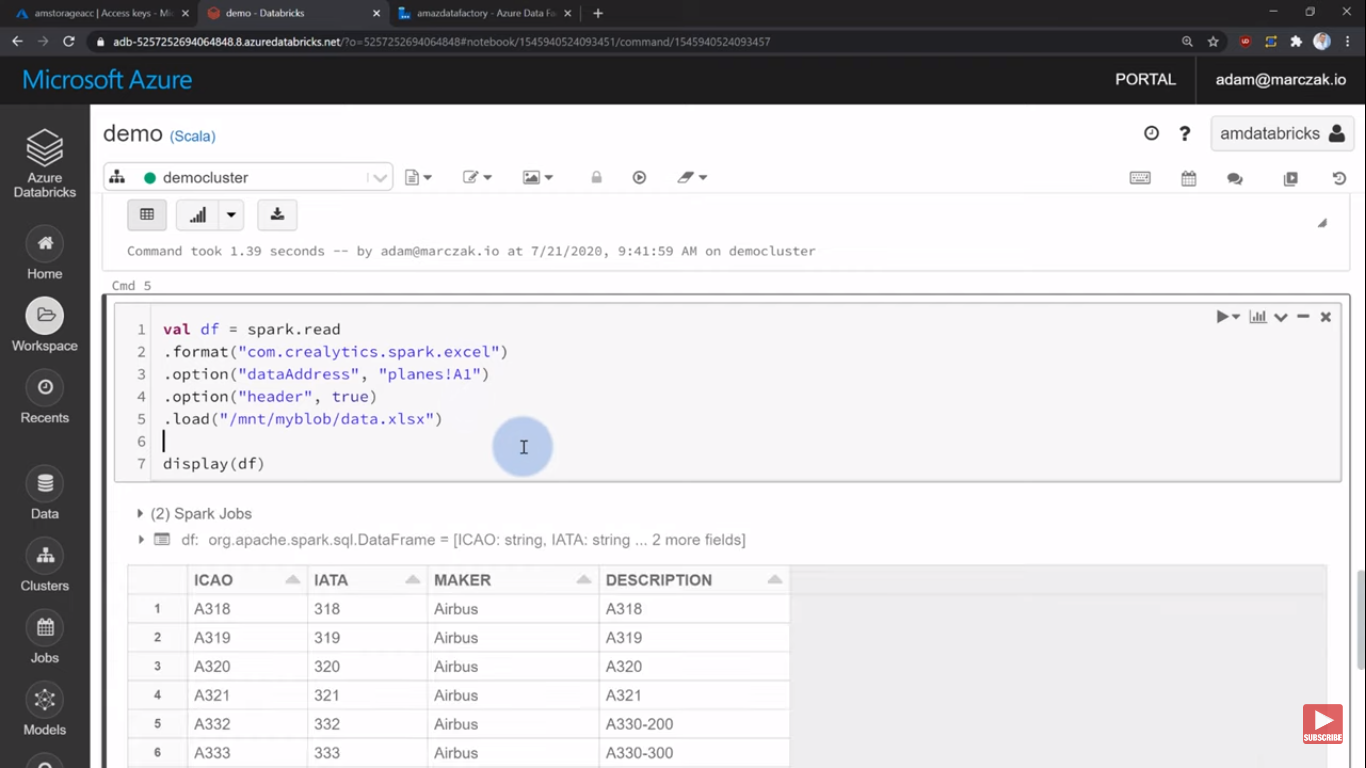 amstorageacc | Access keys - Mi
demo - Databricks
amazdatafactory - Azure Data Fa
adb-5257252694064848.8.azuredatabricks.net/?o=5257252694064848#notebook/1545940524093451/command/1545940524093457
Microsoft Azure
PORTAL
adam@marczak.io
Azure
Databricks
Home
Workspace
Recents
Data
Clusters
Jobs
Models
demo (Scala)
?
amdatabricks
democluster
Command took 1.39 seconds -- by adam@marczak.io at 7/21/2020, 9:41:59 AM on democluster
Cmd 5
1 val df = spark.read
2 .format("com.crealytics.spark.excel")
3 .option("dataAddress", "planes!A1")
4 .option("header", true)
5 .load("/mnt/myblob/data.xlsx")
6
7 display(df)
(2) Spark Jobs
df: org.apache.spark.sql.DataFrame = [ICAO: string, IATA: string ... 2 more fields]
ICAO IATA MAKER DESCRIPTION
1 A318 318 Airbus A318
2 A319 319 Airbus A319
3 A320 320 Airbus A320
4 A321 321 Airbus A321
5 A332 332 Airbus A330-200
6 A333 333 Airbus A330-300
SUBSCRIBE